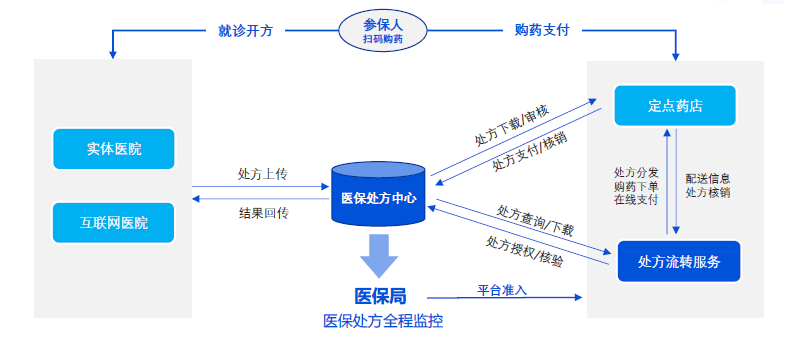 就诊开方
参保人
扫码购药
购药支付
实体医院
互联网医院
处方上传
结果回传
医保处方中心
处方下载/审核
处方支付/核销
处方查询/下载
处方授权/核验
定点药店
处方分发
购药下单
在线支付
配送信息
处方核销
处方流转服务
医保局
医保处方全程监控
平台准入